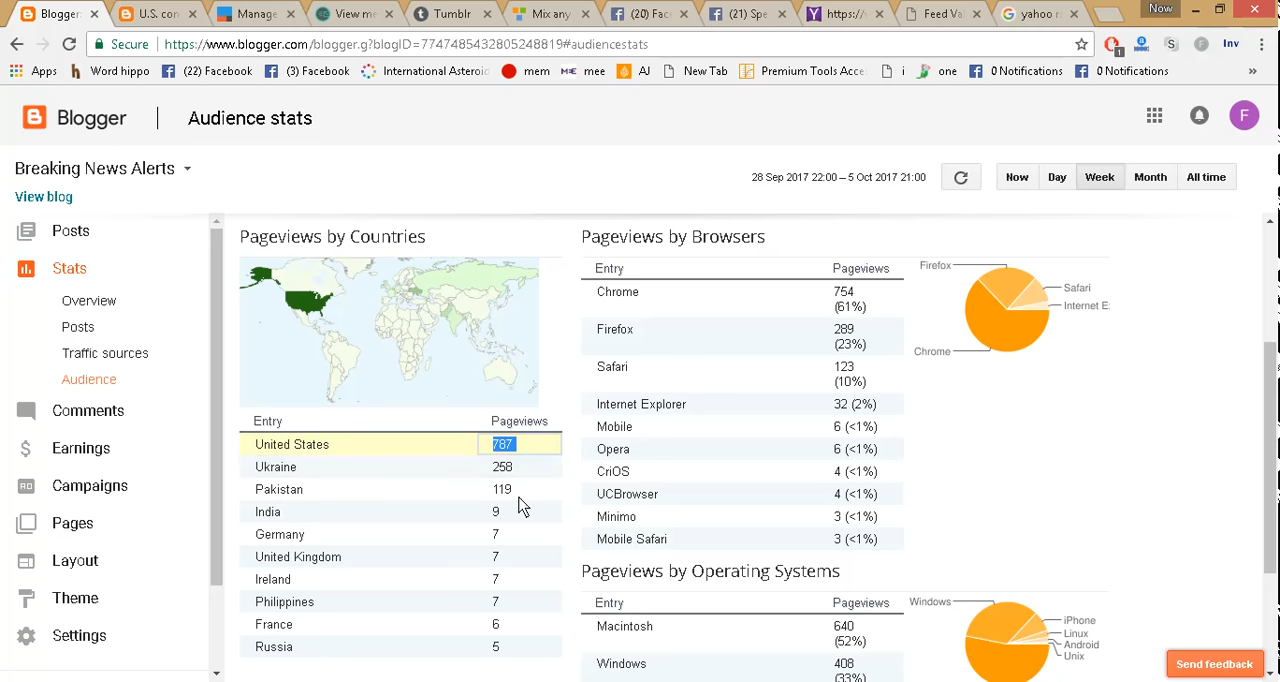 Blogger:
U.S. con
Manage
View me
Tumb
Mix my
(20) Fac
(21) Spe
https://
Feed Va
yahoo n
Now
Secure
https://www.blogger.com/blogger.g?blogID=7747485432805248819#audiencestats
1
S
F
Inv
Apps
Word hippo
(22) Facebook
(3) Facebook
International Asteroid
mem
mee
AJ
New Tab
Premium Tools Acce
i
one
0 Notifications
0 Notifications
»
Blogger
Audience stats
F
Breaking News Alerts
View blog
28 Sep 2017 22:00 – 5 Oct 2017 21:00
Now
Day
Week
Month
All time
Posts
Stats
Overview
Posts
Traffic sources
Audience
Comments
Earnings
Campaigns
Pages
Layout
Theme
Settings
Pageviews by Countries
Entry Pageviews
United States 787
Ukraine 258
Pakistan 119
India 9
Germany 7
United Kingdom 7
Ireland 7
Philippines 7
France 6
Russia 5
Pageviews by Browsers
Entry Pageviews
Chrome 754
(61%)
Firefox 289
(23%)
Safari 123
(10%)
Internet Explorer 32 (2%)
Mobile 6 (<1%)
Opera 6 (<1%)
CriOS 4 (<1%)
UCBrowser 4 (<1%)
Minimo 3 (<1%)
Mobile Safari 3 (<1%)
Firefox
Safari
Internet E
Chrome
Pageviews by Operating Systems
Entry Pageviews
Macintosh 640
(52%)
Windows 408
(33%)
Windows
iPhone
Linux
Android
Unix
Send feedback